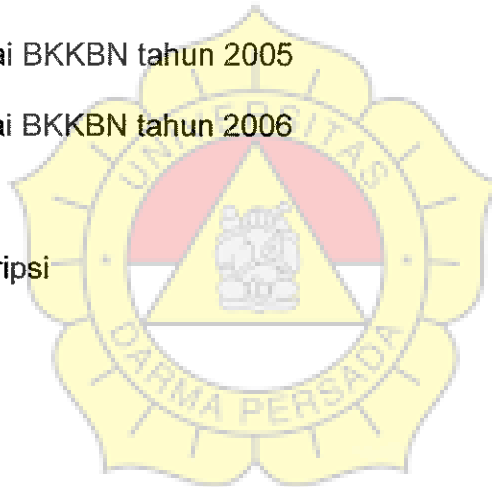 ai BKKBN tahun 2005
ai BKKBN tahun 2006
ripsi
UNIVERSITAS
DARMA PERSADA